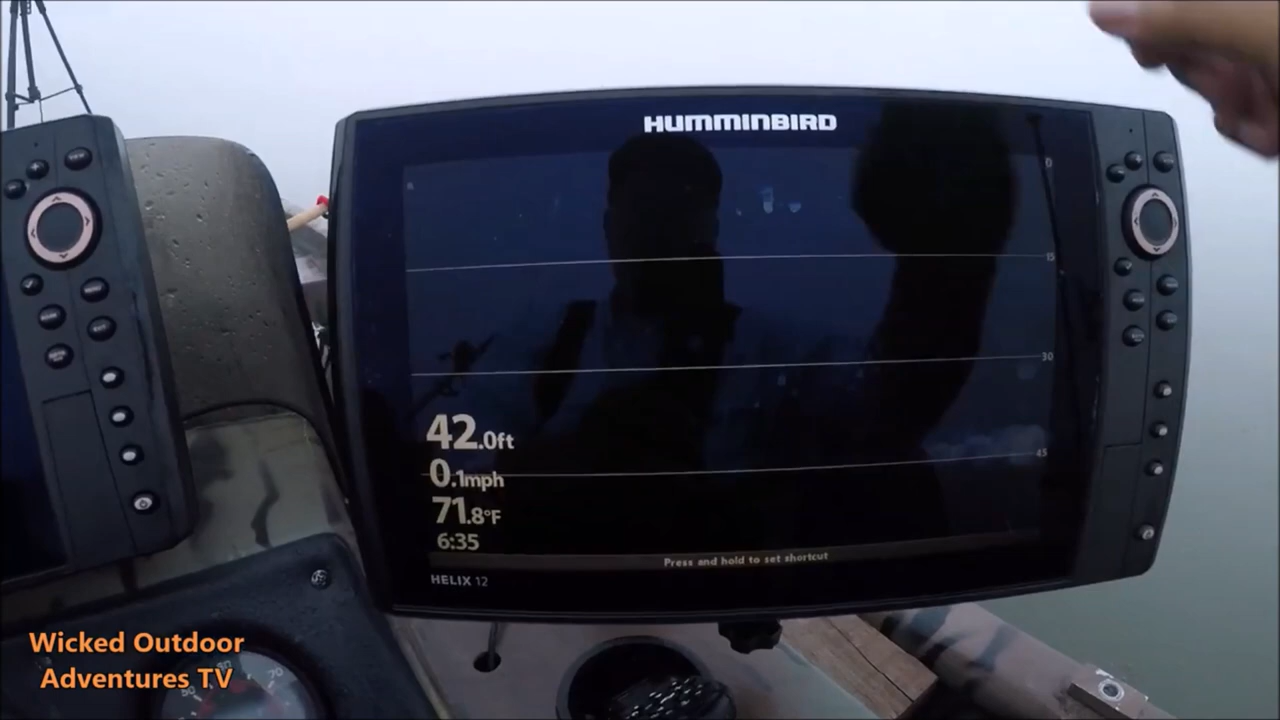 HUMMINBIRD
0
15
30
45
42.0ft
0.1mph
71.8°F
6:35
Press and hold to set shortcut
HELIX 12
Wicked Outdoor
Adventures TV
70